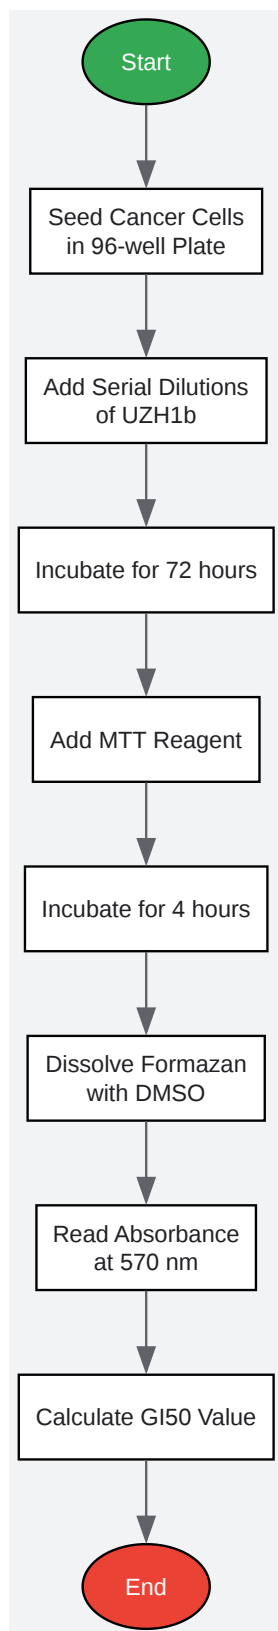 Start
Seed Cancer Cells
in 96-well Plate
Add Serial Dilutions
of UZH1b
Incubate for 72 hours
Add MTT Reagent
Incubate for 4 hours
Dissolve Formazan
with DMSO
Read Absorbance
at 570 nm
Calculate GI50 Value
End